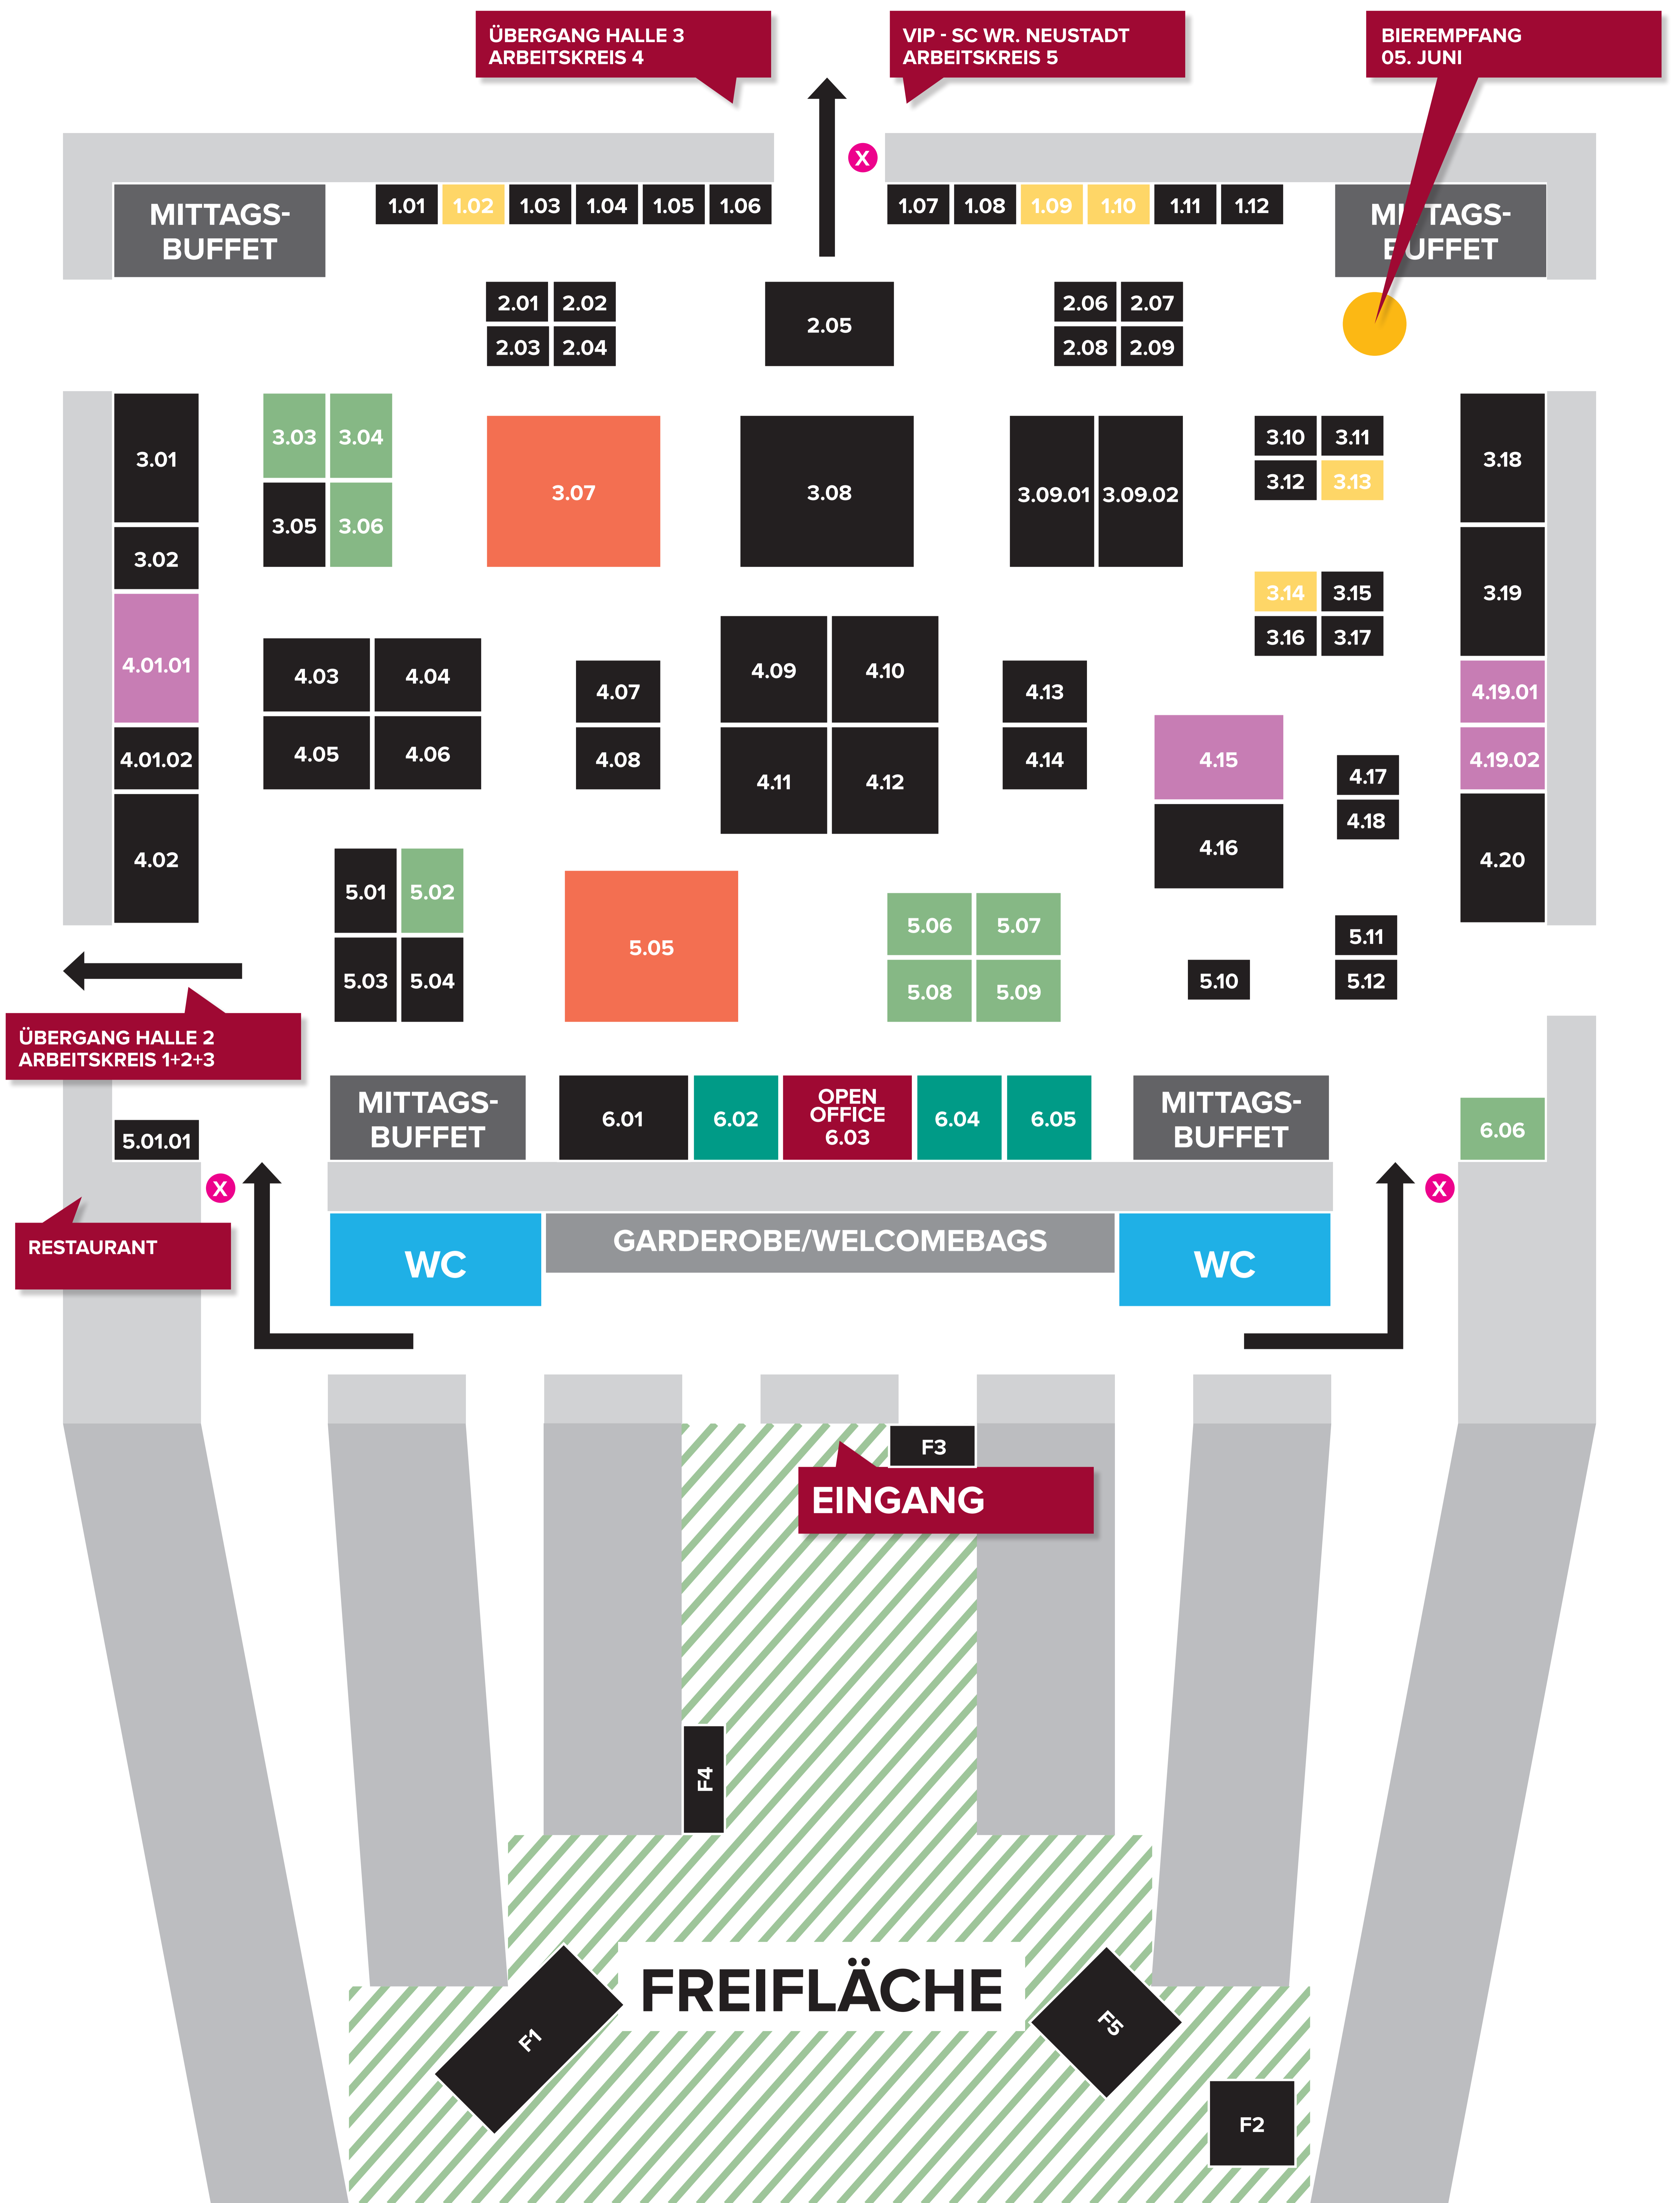 ÜBERGANG HALLE 3
ARBEITSKREIS 4
VIP - SC WR. NEUSTADT
ARBEITSKREIS 5
BIEREMPFANG
05. JUNI
X
MITTAGS-
BUFFET
1.01 1.02 1.03 1.04 1.05 1.06
1.07 1.08 1.09 1.10 1.11 1.12
MITTAGS-
BUFFET
2.01 2.02
2.03 2.04
2.05
2.06 2.07
2.08 2.09
3.01
3.02
4.01.01
4.01.02
4.02
3.03 3.04
3.05 3.06
3.07
3.08
3.09.01 3.09.02
3.10 3.11
3.12 3.13
3.14 3.15
3.16 3.17
3.18
3.19
4.19.01
4.19.02
4.20
4.03 4.04
4.05 4.06
4.07
4.08
4.09 4.10
4.11 4.12
4.13
4.14
4.15
4.16
4.17
4.18
5.01 5.02
5.03 5.04
5.05
5.06 5.07
5.08 5.09
5.10
5.11
5.12
ÜBERGANG HALLE 2
ARBEITSKREIS 1+2+3
5.01.01
MITTAGS-
BUFFET
6.01
6.02
OPEN
OFFICE
6.03
6.04
6.05
MITTAGS-
BUFFET
6.06
X
X
RESTAURANT
WC
GARDEROBE/WELCOMEBAGS
WC
F3
EINGANG
F4
FREIFLÄCHE
F1
F5
F2